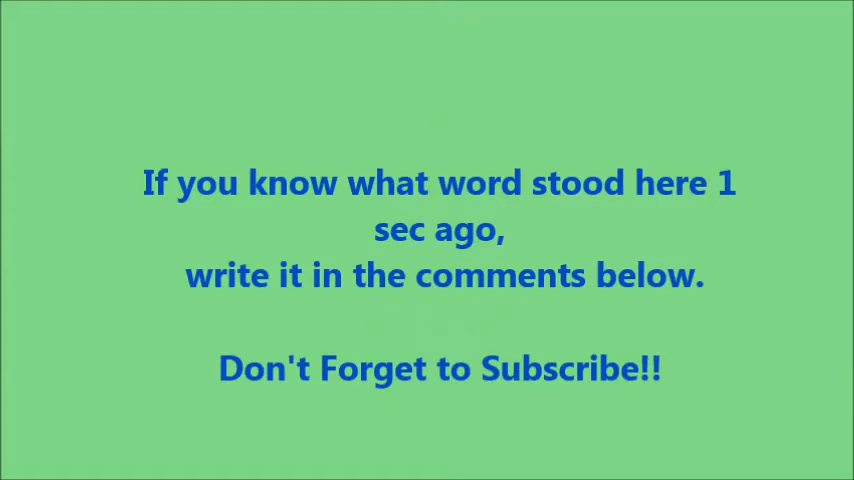 If you know what word stood here 1
sec ago,
write it in the comments below.
Don't Forget to Subscribe!!